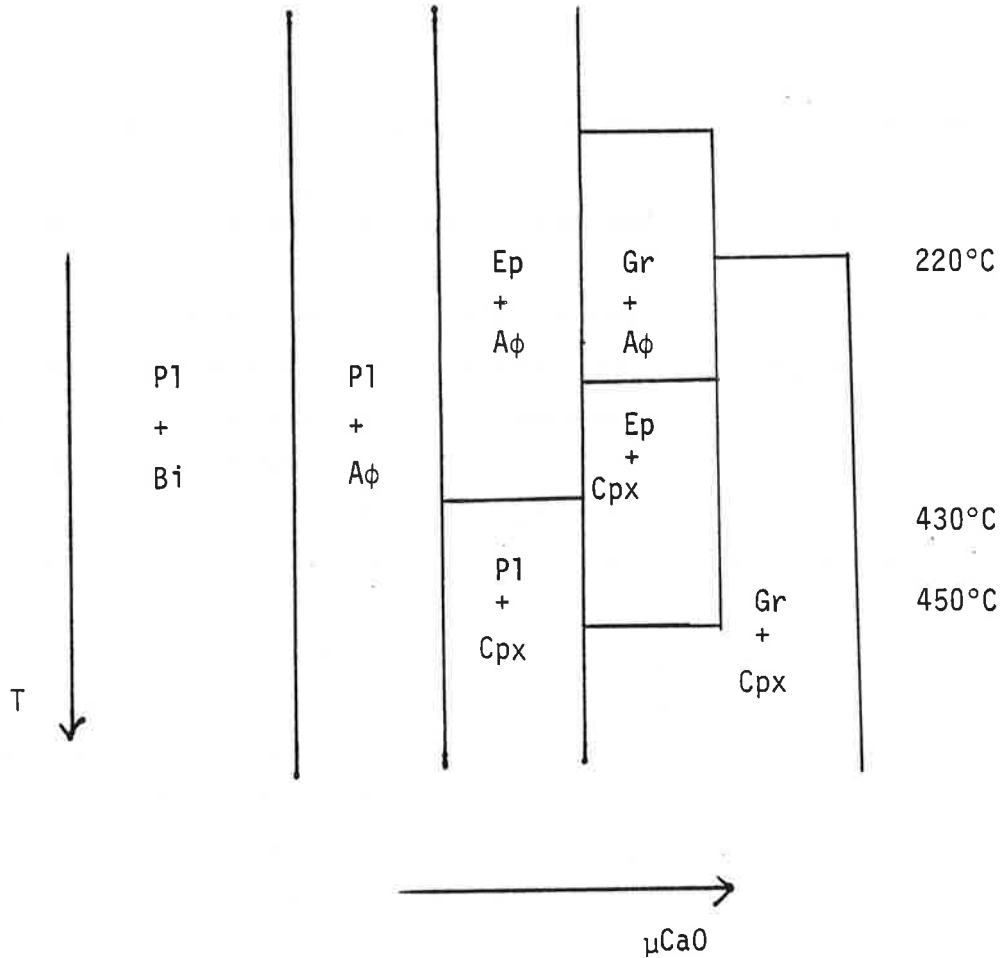 Ep
+
Aϕ
Gr
+
Aϕ
220°C
Pl
+
Bi
Pl
+
Aϕ
Ep
+
Cpx
430°C
Pl
+
Cpx
450°C
Gr
+
Cpx
T
μCaO